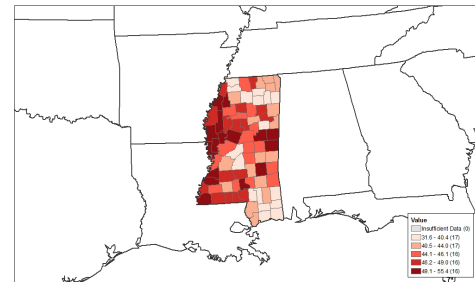 Value
Insufficient Data (0)
31.6 - 40.4 (17)
40.5 - 44.0 (17)
44.1 - 46.1 (16)
46.2 - 49.0 (16)
49.1 - 55.4 (16)